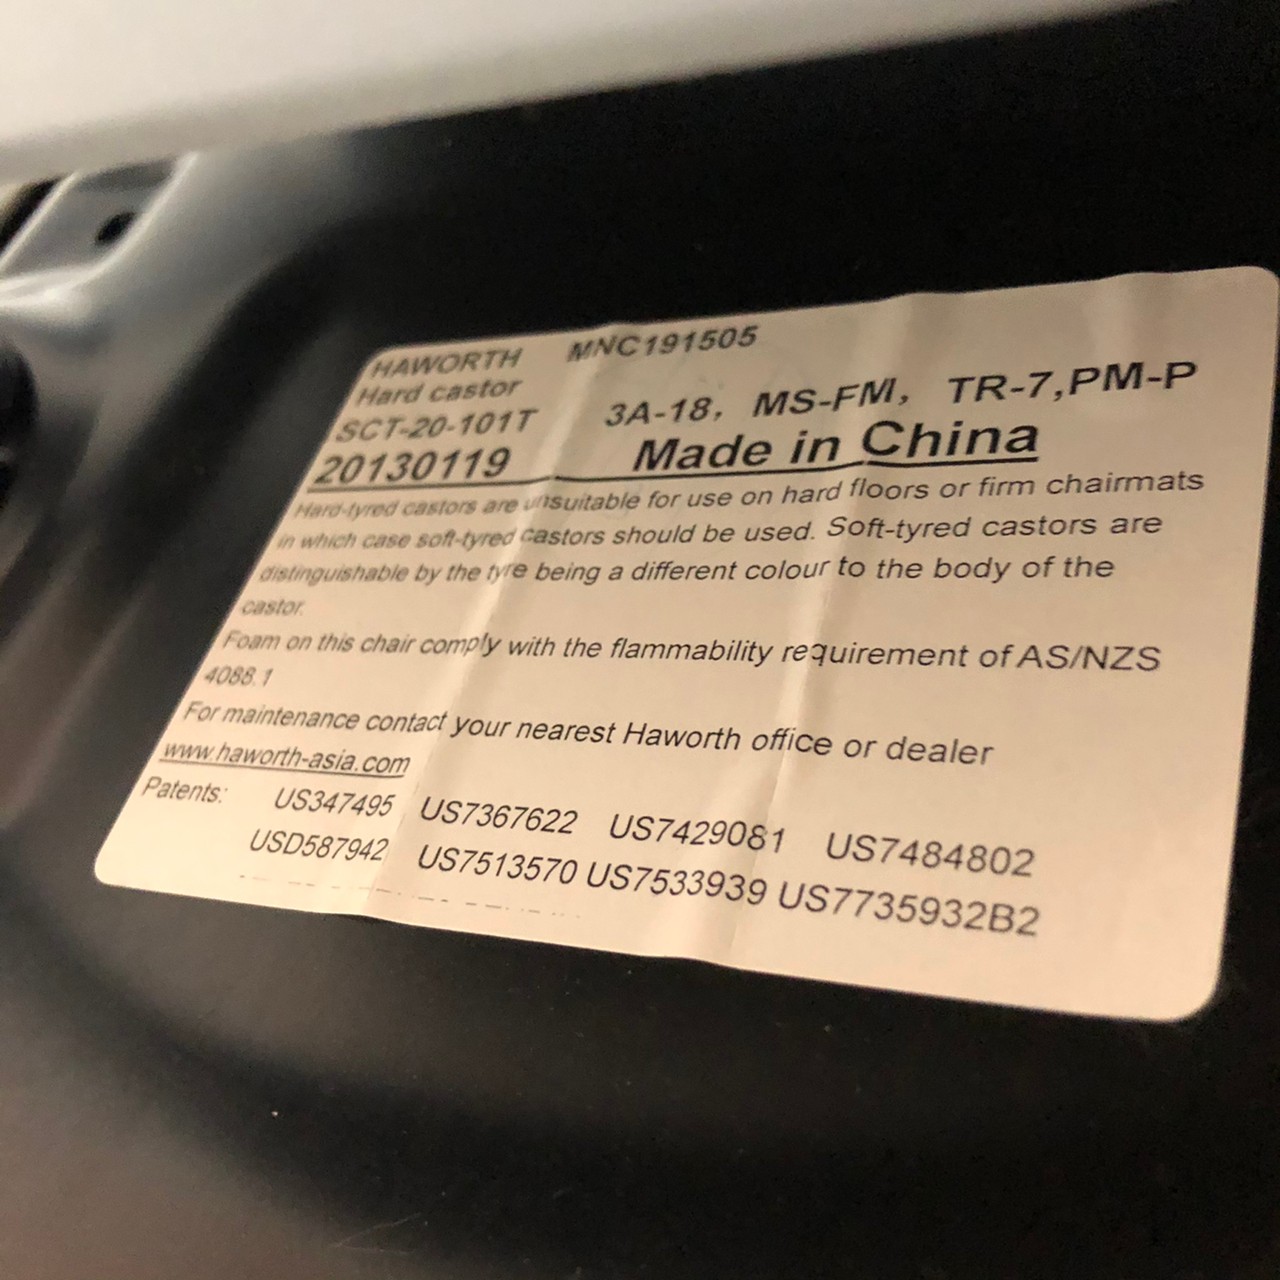 HAWORTH MNC191505
Hard castor
SCT-20-101T 3A-18, MS-FM, TR-7,PM-P
20130119 Made in China
Hard-tyred castors are unsuitable for use on hard floors or firm chairmats
in which case soft-tyred castors should be used. Soft-tyred castors are
distinguishable by the tyre being a different colour to the body of the
castor.
Foam on this chair comply with the flammability requirement of AS/NZS
4088.1
For maintenance contact your nearest Haworth office or dealer
www.haworth-asia.com
Patents: US347495 US7367622 US7429081 US7484802
USD587942 US7513570 US7533939 US7735932B2